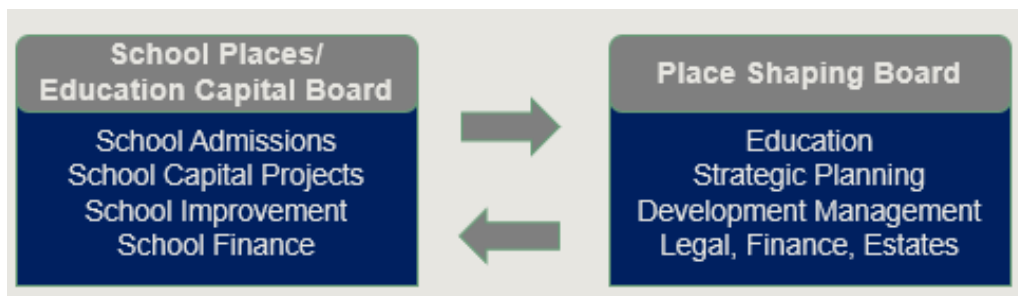 School Places/
Education Capital Board
School Admissions
School Capital Projects
School Improvement
School Finance
Place Shaping Board
Education
Strategic Planning
Development Management
Legal, Finance, Estates